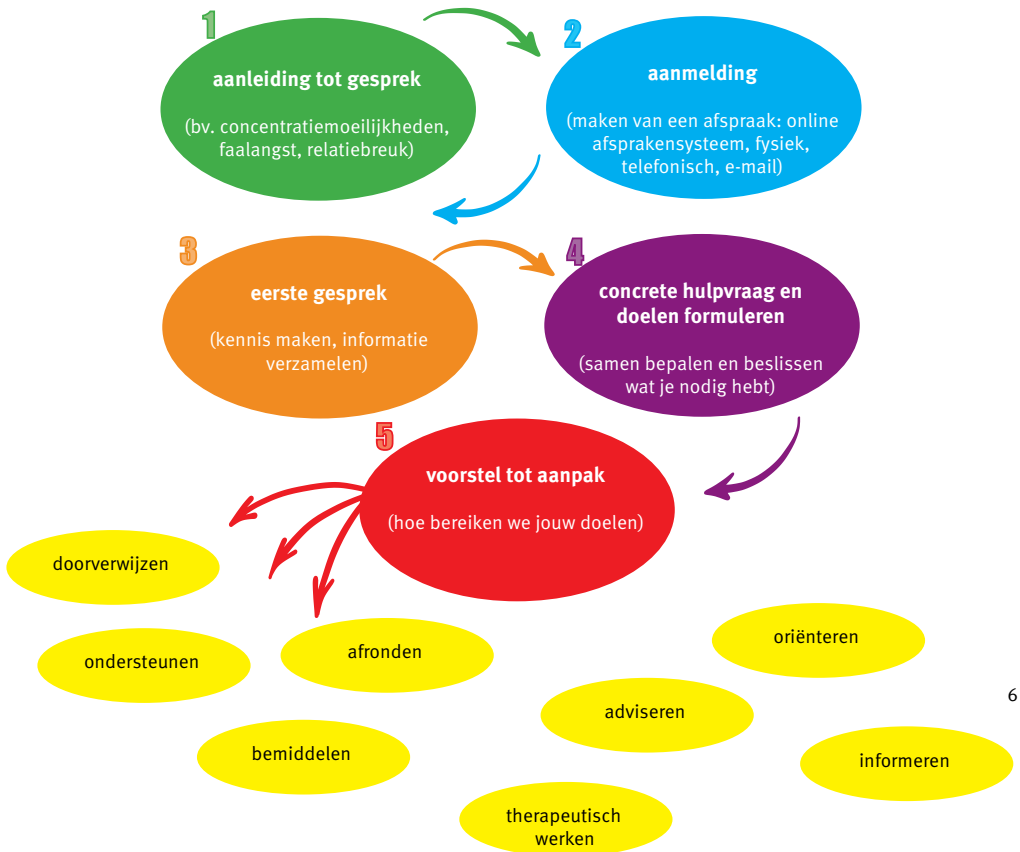 1
aanleiding tot gesprek
(bv. concentratiemoeilijkheden,
faalangst, relatiebreuk)
2
aanmelding
(maken van een afspraak: online
afsprakensysteem, fysiek,
telefonisch, e-mail)
3
eerste gesprek
(kennis maken, informatie
verzamelen)
4
concrete hulpvraag en
doelen formuleren
(samen bepalen en beslissen
wat je nodig hebt)
5
voorstel tot aanpak
(hoe bereiken we jouw doelen)
doorverwijzen
ondersteunen
afronden
oriënteren
bemiddelen
adviseren
informeren
therapeutisch
werken
6